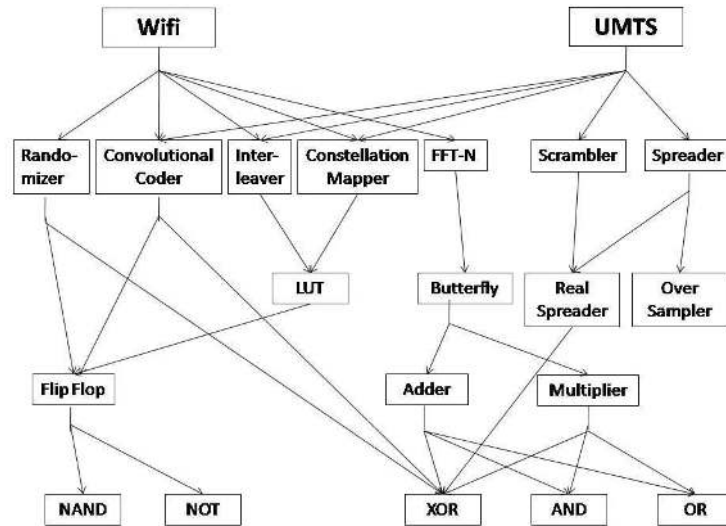 Wifi
UMTS
Rando-
mizer
Convolutional
Coder
Inter-
leaver
Constellation
Mapper
FFT-N
Scrambler
Spreader
LUT
Butterfly
Real
Spreader
Over
Sampler
Flip Flop
Adder
Multiplier
NAND
NOT
XOR
AND
OR